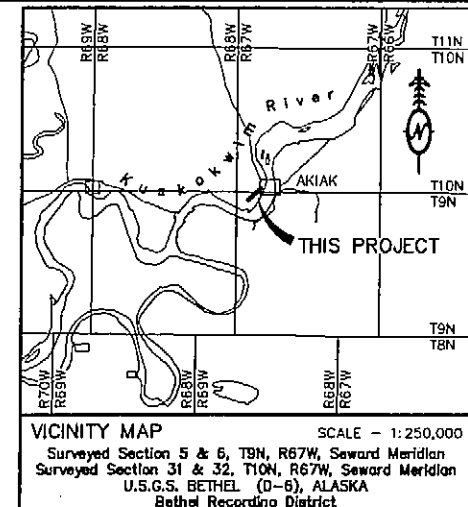 R69W
R68W
R68W
R67W
R67W
R66W
T11N
T10N
Kuskokwim River
AKIAK
T10N
T9N
THIS PROJECT
T9N
T8N
R70W
R69W
R68W
R69W
R68W
R67W
N
VICINITY MAP
SCALE - 1:250,000
Surveyed Section 5 & 6, T9N, R67W, Seward Meridian
Surveyed Section 31 & 32, T10N, R67W, Seward Meridian
U.S.G.S. BETHEL (D-6), ALASKA
Bethel Recording District